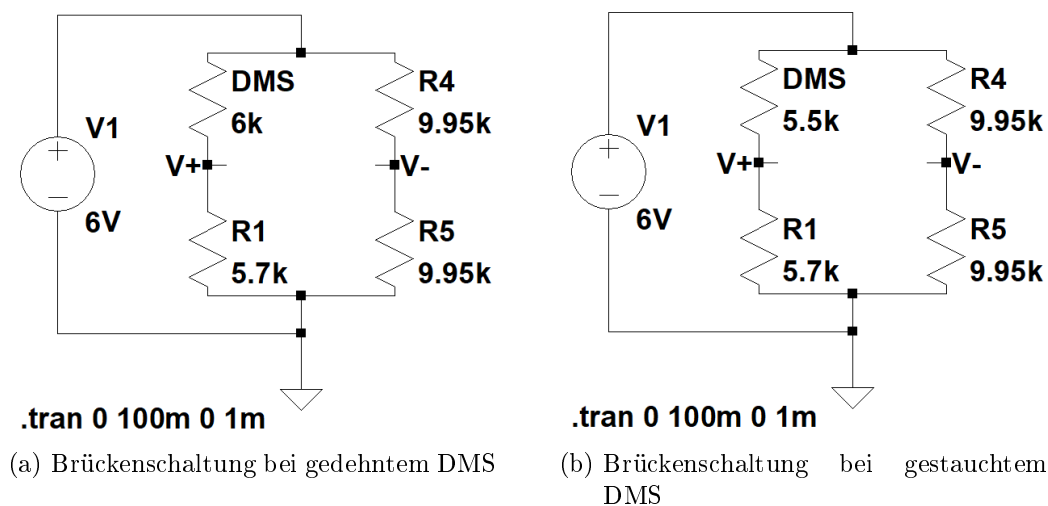 DMS
6k
R4
9.95k
V1
V+
V-
6V
R1
5.7k
R5
9.95k
.tran 0 100m 0 1m
(a) Brückenschaltung bei gedehntem DMS
DMS
5.5k
R4
9.95k
V1
V+
V-
6V
R1
5.7k
R5
9.95k
.tran 0 100m 0 1m
(b) Brückenschaltung bei gestauchtem
DMS